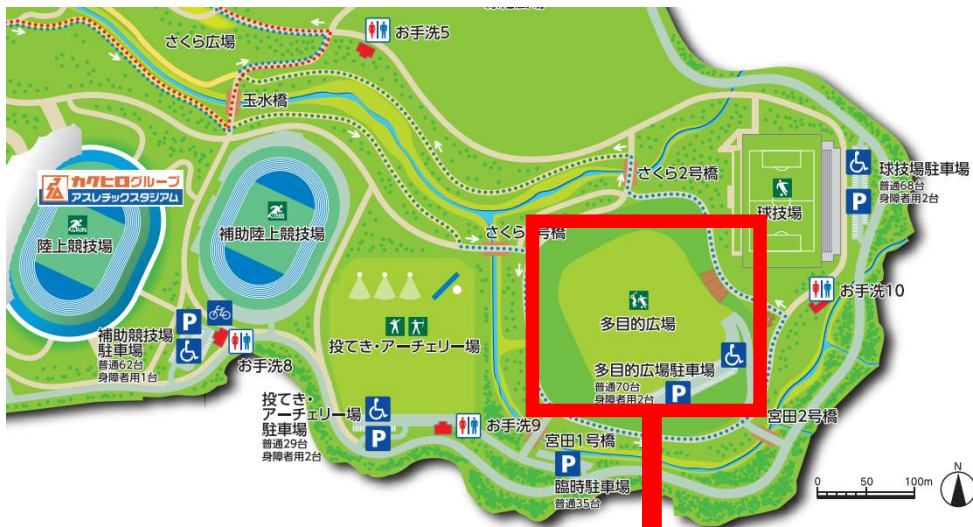 お手洗5
さくら広場
玉水橋
カクヒログループ
アスレチックスタジアム
陸上競技場
補助陸上競技場
さくら2号橋
球技場
球技場駐車場
普通68台
身障者用2台
P
さくら
号橋
お手洗10
多目的広場
投てき・アーチェリー場
P
補助競技場
駐車場
普通62台
身障者用1台
お手洗8
多目的広場駐車場
普通70台
身障者用2台
P
投てき・
アーチェリー場
駐車場
普通29台
身障者用2台
P
お手洗9
宮田2号橋
宮田1号橋
P
臨時駐車場
普通35台
0 50 100m
N